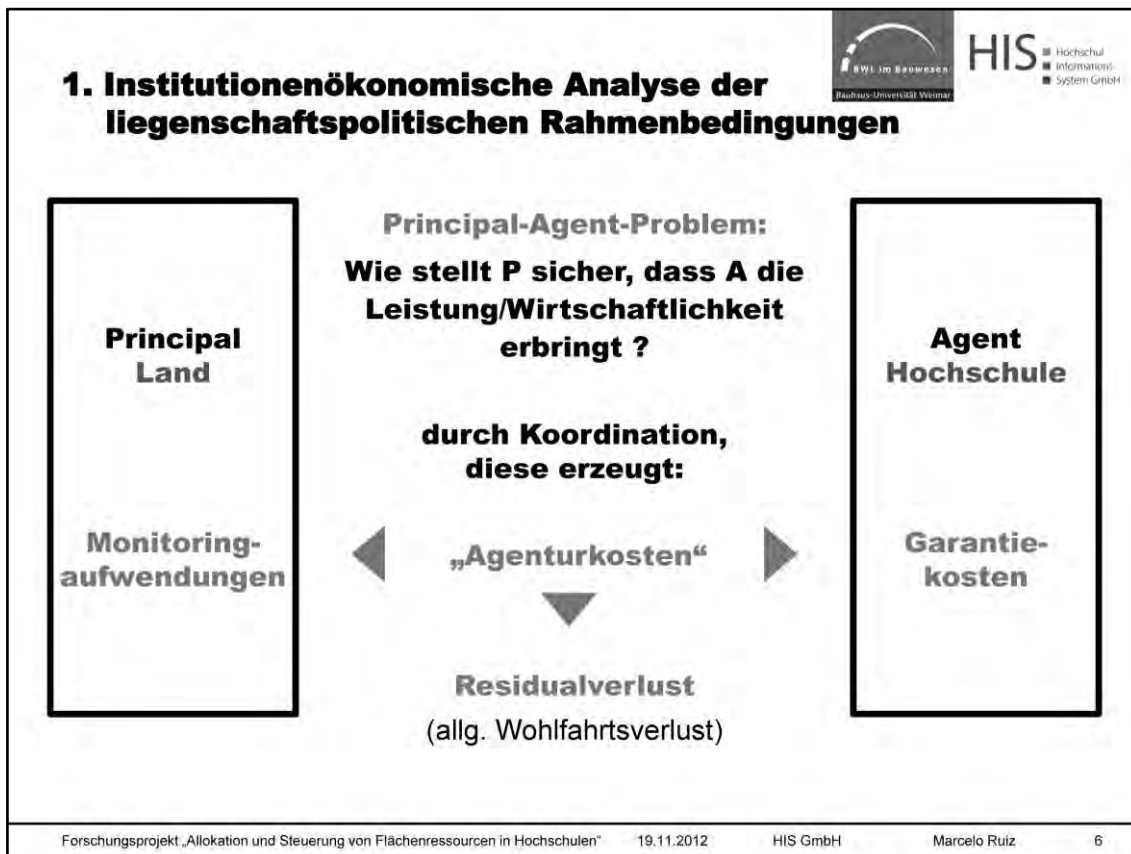 BWL im Bauwesen
Bauhaus-Universität Weimar
HIS
Hochschul
Informations
System GmbH
1. Institutionenökonomische Analyse der
liegenschaftspolitischen Rahmenbedingungen
Principal
Land
Monitoring-
aufwendungen
Principal-Agent-Problem:
Wie stellt P sicher, dass A die
Leistung/Wirtschaftlichkeit
erbringt ?
durch Koordination,
diese erzeugt:
„Agenturkosten“
Residualverlust
(allg. Wohlfahrtsverlust)
Agent
Hochschule
Garantie-
kosten
Forschungsprojekt „Allokation und Steuerung von Flächenressourcen in Hochschulen“ 19.11.2012 HIS GmbH Marcelo Ruiz 6